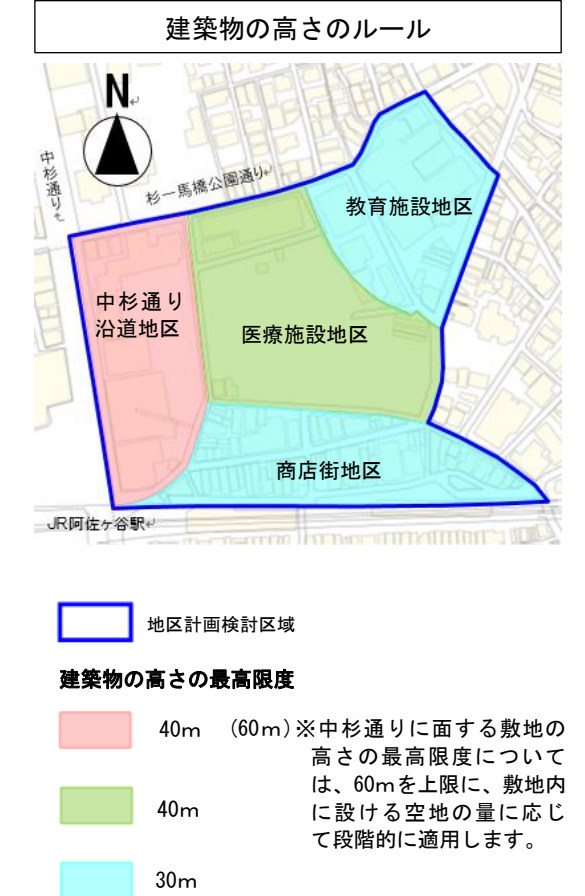 建築物の高さのルール
N
中杉通り
杉一馬橋公園通り
教育施設地区
中杉通り
沿道地区
医療施設地区
商店街地区
JR阿佐ヶ谷駅
地区計画検討区域
建築物の高さの最高限度
40m (60m)※中杉通りに面する敷地の
高さの最高限度について
は、60mを上限に、敷地内
に設ける空地の量に応じ
て段階的に適用します。
40m
30m